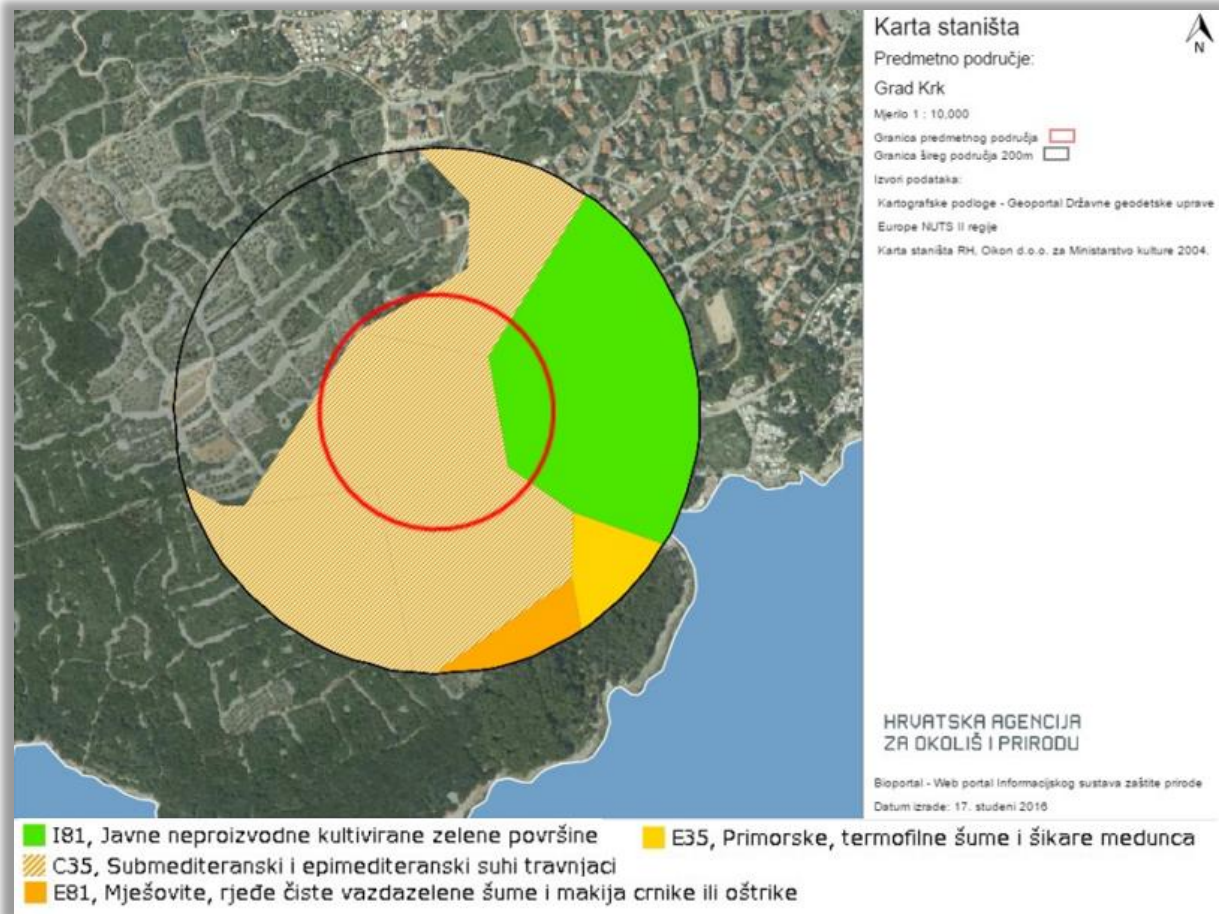 Karta staništa
N
Predmetno područje:
Grad Krk
Mjerilo 1 : 10,000
Granica predmetnog područja
Granica šireg područja 200m
Izvori podataka:
Kartografske podloge - Geoportal Državne geodetske uprave
Europe NUTS II regije
Karta staništa RH, Oikon d.o.o. za Ministarstvo kulture 2004.
HRVATSKA AGENCIJA
ZA OKOLIŠ I PRIRODU
Bioportal - Web portal Informacijskog sustava zaštite prirode
Datum izrade: 17. studeni 2016
I81, Javne neproizvodne kultivirane zelene površine
E35, Primorske, termofilne šume i šikare medunca
C35, Submediteranski i epimediteranski suhi travnjaci
E81, Mješovite, rjeđe čiste vazdazelene šume i makija crnike ili oštrike